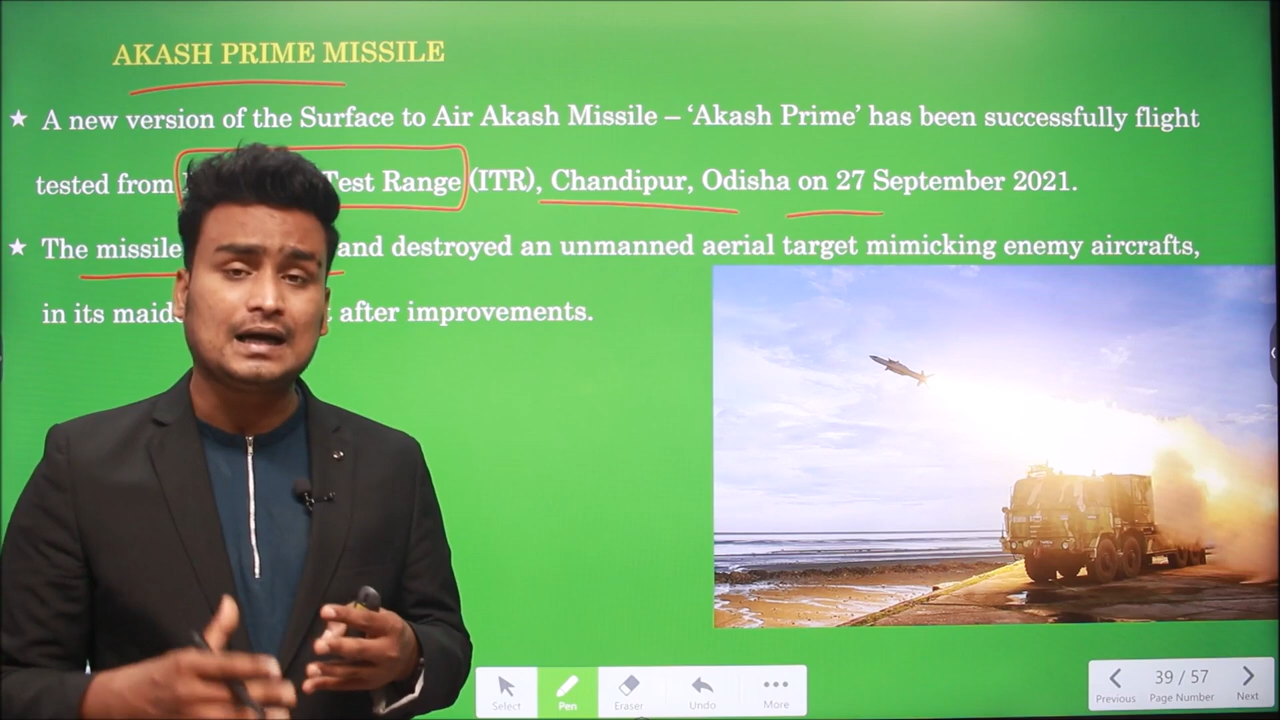 AKASH PRIME MISSILE
★ A new version of the Surface to Air Akash Missile – ‘Akash Prime’ has been successfully flight
tested from Test Range (ITR), Chandipur, Odisha on 27 September 2021.
★ The missile and destroyed an unmanned aerial target mimicking enemy aircrafts,
in its after improvements.
Select
Pen
Eraser
Undo
More
39 / 57
Previous
Page Number
Next